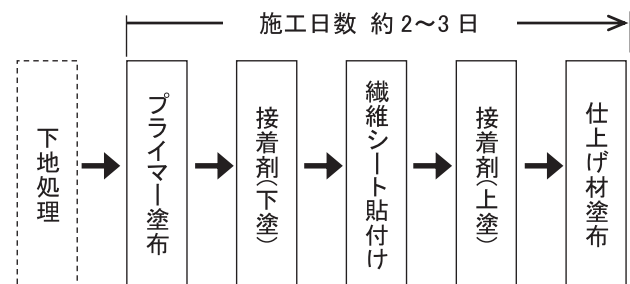 施工日数 約2～3日
下地処理
プライマー塗布
接着剤(下塗)
繊維シート貼付け
接着剤(上塗)
仕上げ材塗布